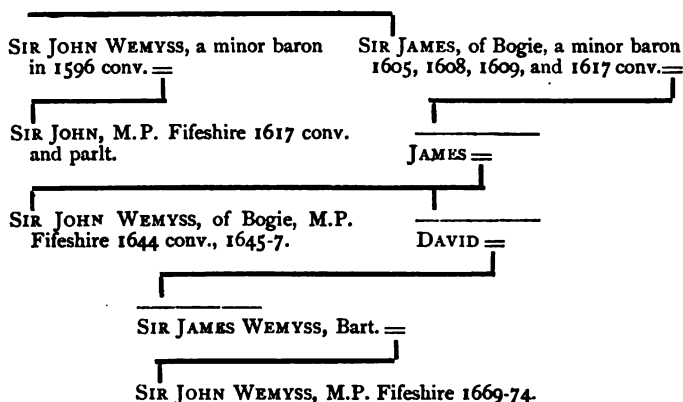 SIR JOHN WEMYSS, a minor baron
in 1596 conv. =
SIR JAMES, of Bogie, a minor baron
1605, 1608, 1609, and 1617 conv. =
SIR JOHN, M.P. Fifeshire 1617 conv.
and parlt.
JAMES =
SIR JOHN WEMYSS, of Bogie, M.P.
Fifeshire 1644 conv., 1645-7.
DAVID =
SIR JAMES WEMYSS, Bart. =
SIR JOHN WEMYSS, M.P. Fifeshire 1669-74.